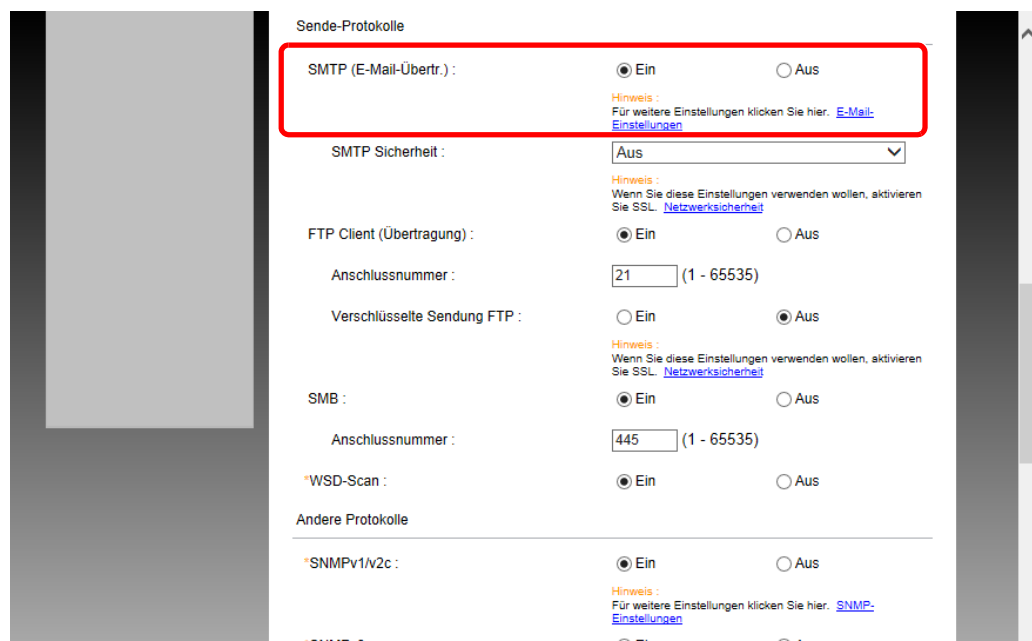 Sende-Protokolle
SMTP (E-Mail-Übertr.) : Ein Aus
Hinweis :
Für weitere Einstellungen klicken Sie hier. E-Mail-
Einstellungen
SMTP Sicherheit : Aus
Hinweis :
Wenn Sie diese Einstellungen verwenden wollen, aktivieren
Sie SSL. Netzwerksicherheit
FTP Client (Übertragung) : Ein Aus
Anschlussnummer : 21 (1 - 65535)
Verschlüsselte Sendung FTP : Ein Aus
Hinweis :
Wenn Sie diese Einstellungen verwenden wollen, aktivieren
Sie SSL. Netzwerksicherheit
SMB : Ein Aus
Anschlussnummer : 445 (1 - 65535)
*WSD-Scan : Ein Aus
Andere Protokolle
*SNMPv1/v2c : Ein Aus
Hinweis :
Für weitere Einstellungen klicken Sie hier. SNMP-
Einstellungen